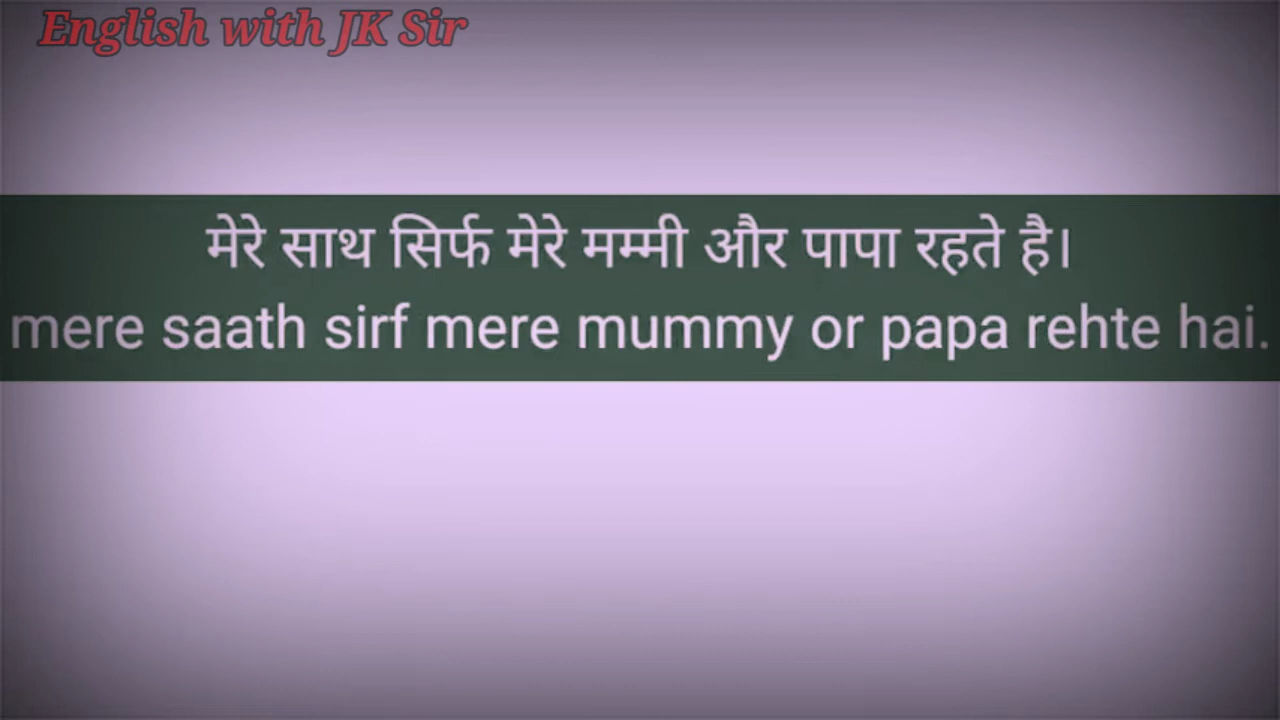 English with JK Sir
मेरे साथ सिर्फ मेरे मम्मी और पापा रहते है।
mere saath sirf mere mummy or papa rehte hai.